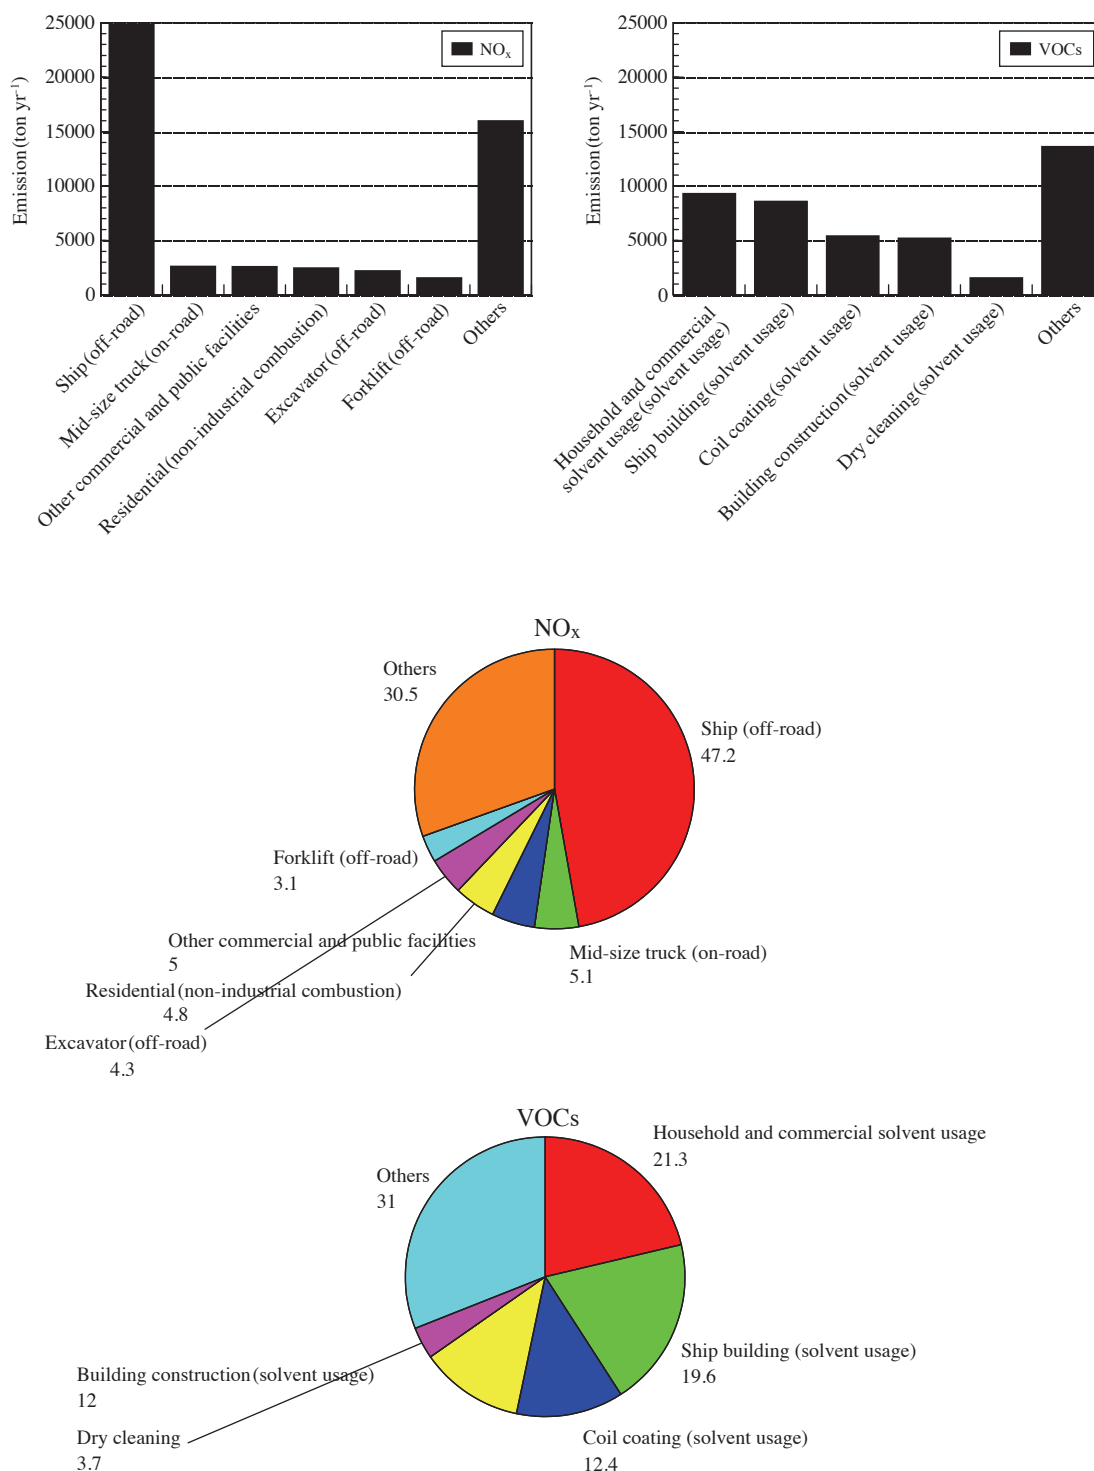 25000
20000
15000
10000
5000
0
Emission (ton yr⁻¹)
NOₓ
Ship (off-road)
Mid-size truck (on-road)
Other commercial and public facilities
Residential (non-industrial combustion)
Excavator (off-road)
Forklift (off-road)
Others
25000
20000
15000
10000
5000
0
Emission (ton yr⁻¹)
VOCs
Household and commercial
solvent usage (solvent usage)
Ship building (solvent usage)
Coil coating (solvent usage)
Building construction (solvent usage)
Dry cleaning (solvent usage)
Others
NOₓ
Others
30.5
Ship (off-road)
47.2
Forklift (off-road)
3.1
Other commercial and public facilities
5
Mid-size truck (on-road)
5.1
Residential (non-industrial combustion)
4.8
Excavator (off-road)
4.3
VOCs
Household and commercial solvent usage
21.3
Others
31
Ship building (solvent usage)
19.6
Building construction (solvent usage)
12
Dry cleaning
3.7
Coil coating (solvent usage)
12.4